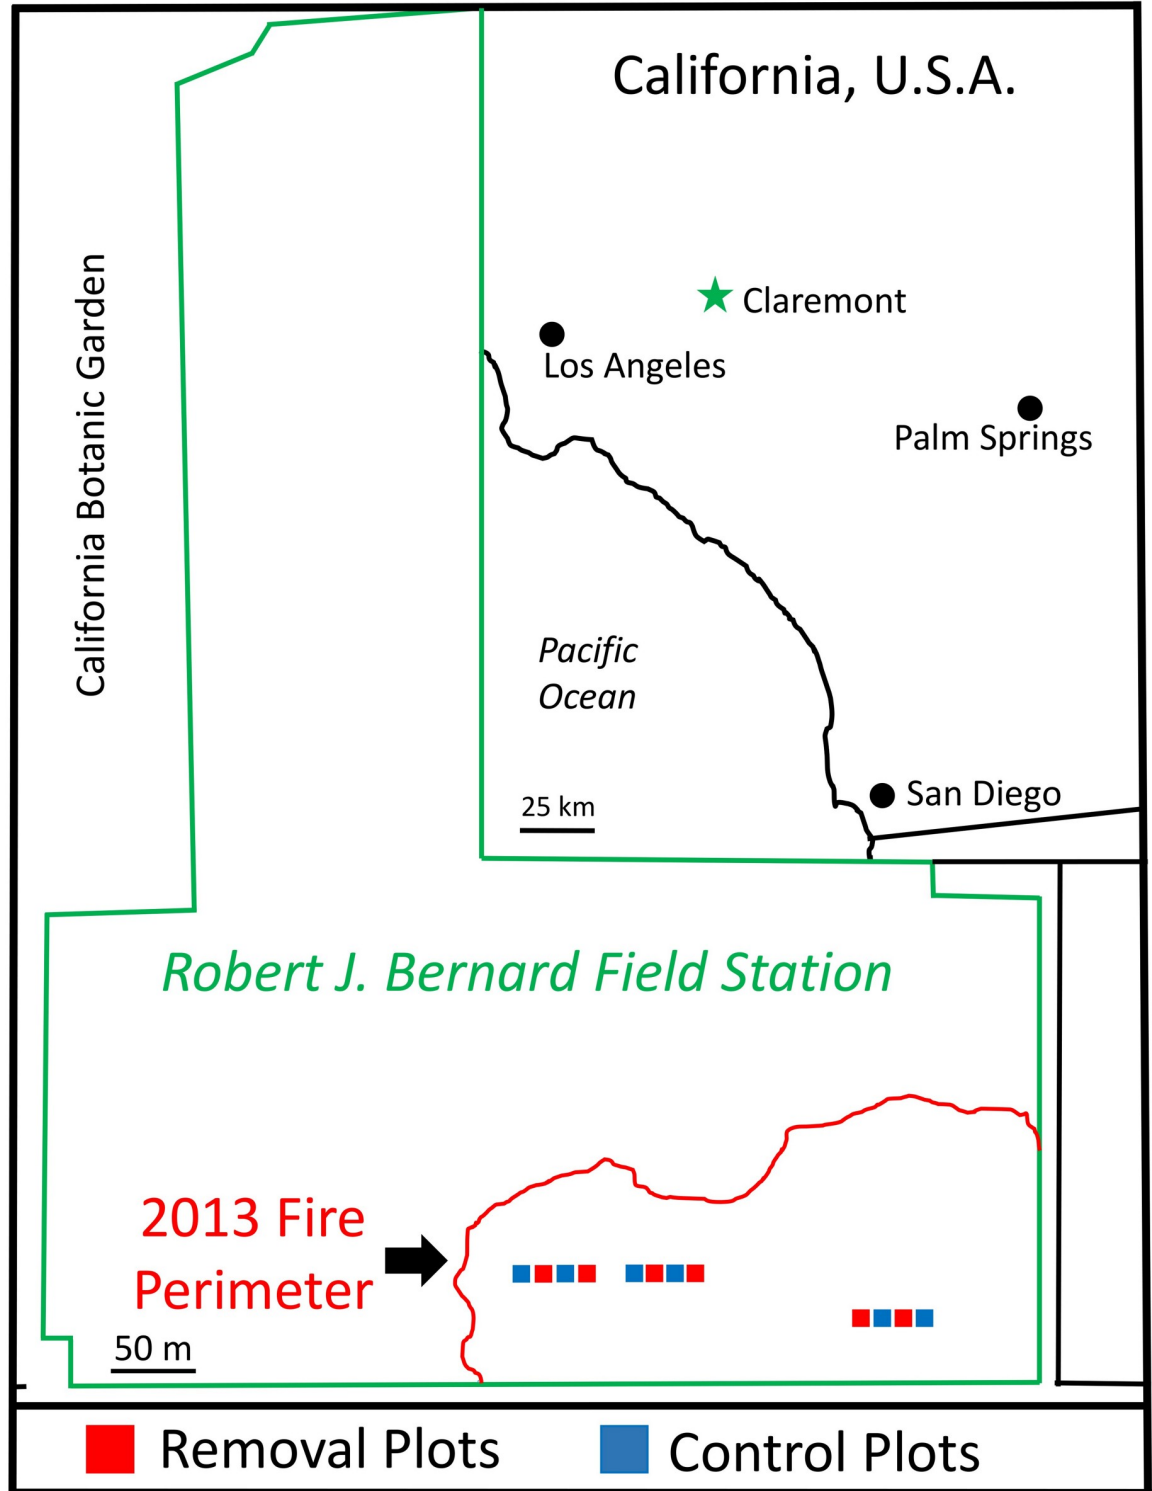 California, U.S.A.
California Botanic Garden
Claremont
Los Angeles
Palm Springs
Pacific
Ocean
San Diego
25 km
Robert J. Bernard Field Station
2013 Fire
Perimeter
50 m
Removal Plots
Control Plots